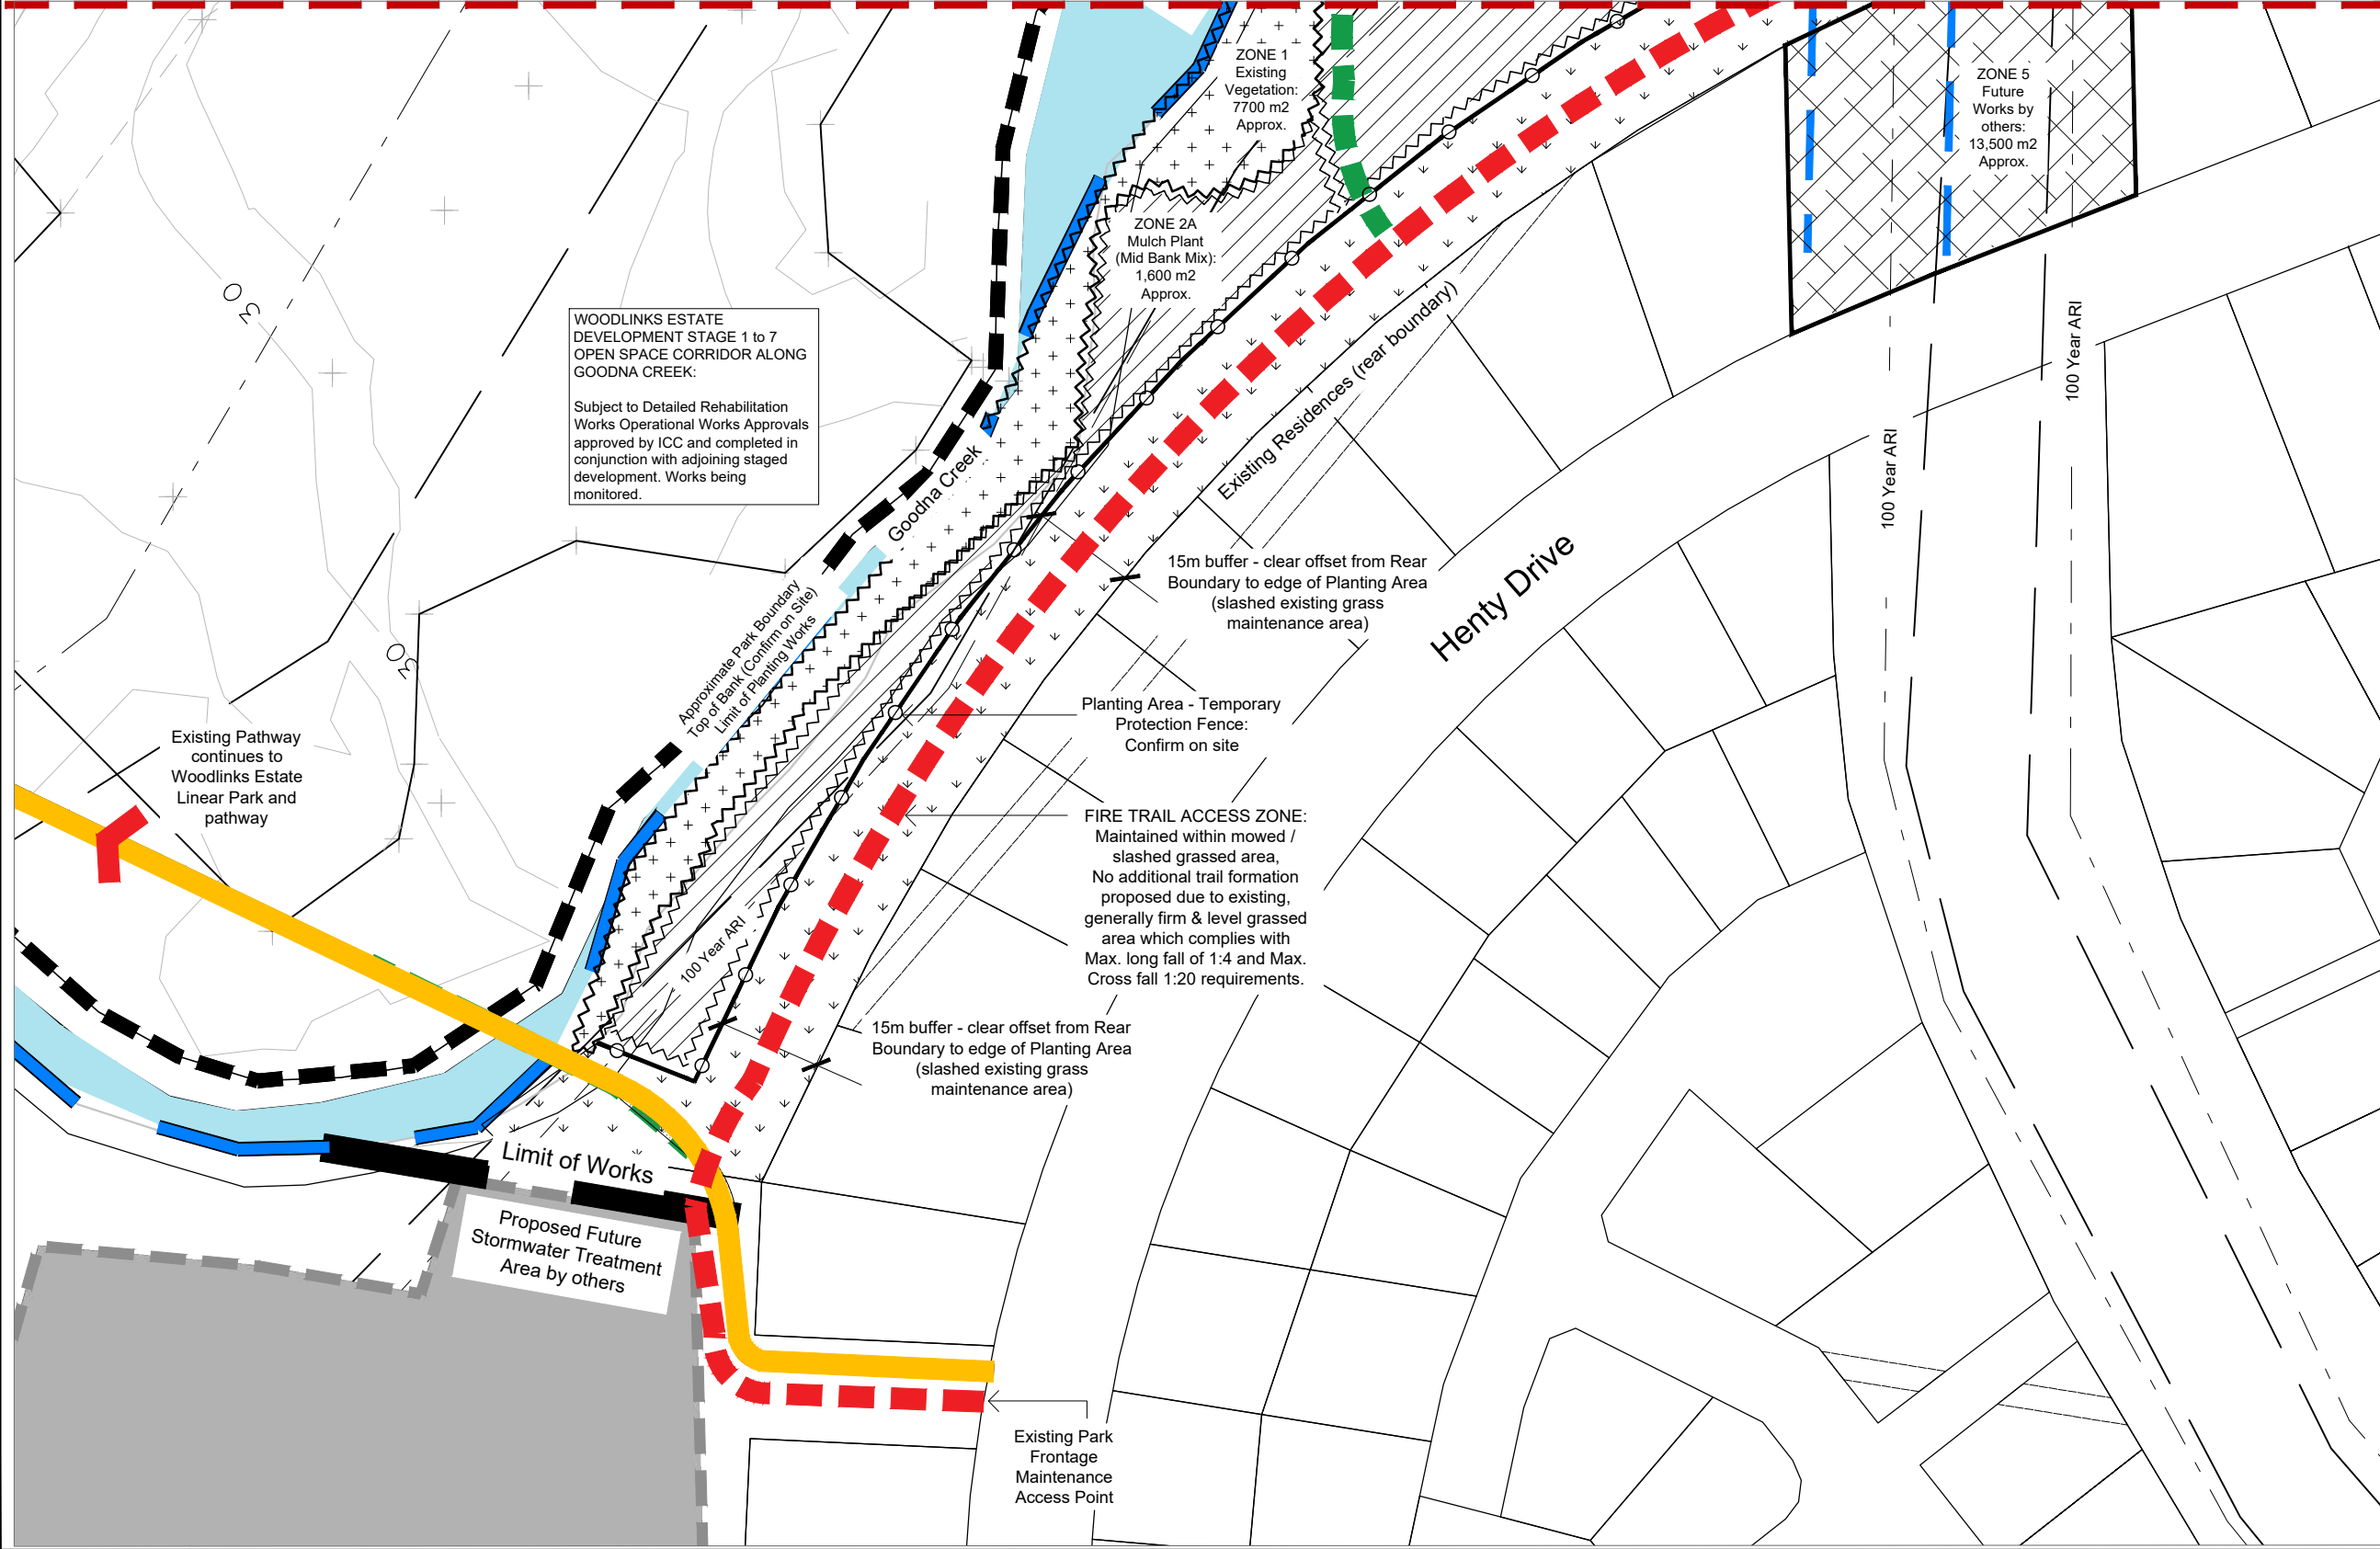 ZONE 1
Existing
Vegetation:
7700 m2
Approx.
ZONE 5
Future
Works by
others:
13,500 m2
Approx.
ZONE 2A
Mulch Plant
(Mid Bank Mix):
1,600 m2
Approx.
30
WOODLINKS ESTATE
DEVELOPMENT STAGE 1 to 7
OPEN SPACE CORRIDOR ALONG
GOODNA CREEK:
Subject to Detailed Rehabilitation
Works Operational Works Approvals
approved by ICC and completed in
conjunction with adjoining staged
development. Works being
monitored.
Existing Residences (rear boundary)
100 Year ARI
100 Year ARI
Goodna Creek
15m buffer - clear offset from Rear
Boundary to edge of Planting Area
(slashed existing grass
maintenance area)
Henty Drive
Approximate Park Boundary
Top of Bank (Confirm on Site)
Limit of Planting Works
30
Planting Area - Temporary
Protection Fence:
Confirm on site
Existing Pathway
continues to
Woodlinks Estate
Linear Park and
pathway
FIRE TRAIL ACCESS ZONE:
Maintained within mowed /
slashed grassed area,
No additional trail formation
proposed due to existing,
generally firm & level grassed
area which complies with
Max. long fall of 1:4 and Max.
Cross fall 1:20 requirements.
100 Year ARI
15m buffer - clear offset from Rear
Boundary to edge of Planting Area
(slashed existing grass
maintenance area)
Limit of Works
Proposed Future
Stormwater Treatment
Area by others
Existing Park
Frontage
Maintenance
Access Point